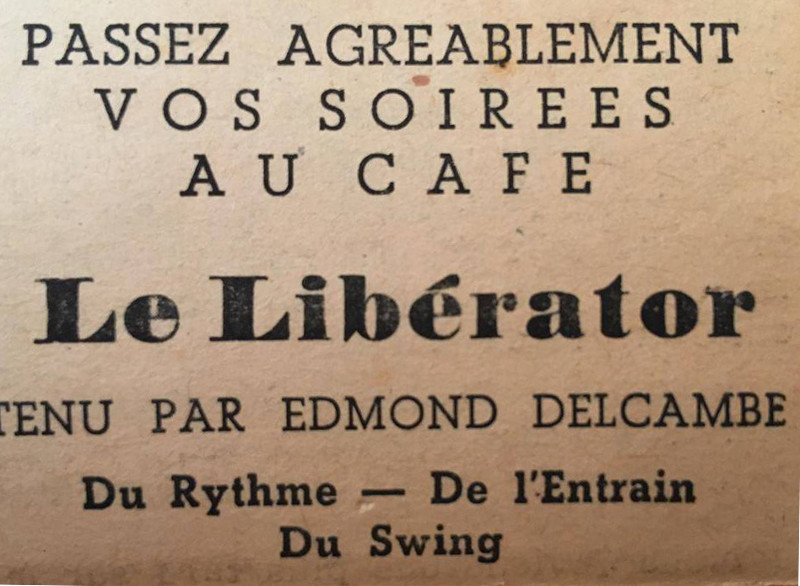 PASSEZ AGREABLEMENT
VOS SOIREES
AU CAFE
Le Libérator
TENU PAR EDMOND DELCAMBE
Du Rythme — De l'Entrain
Du Swing